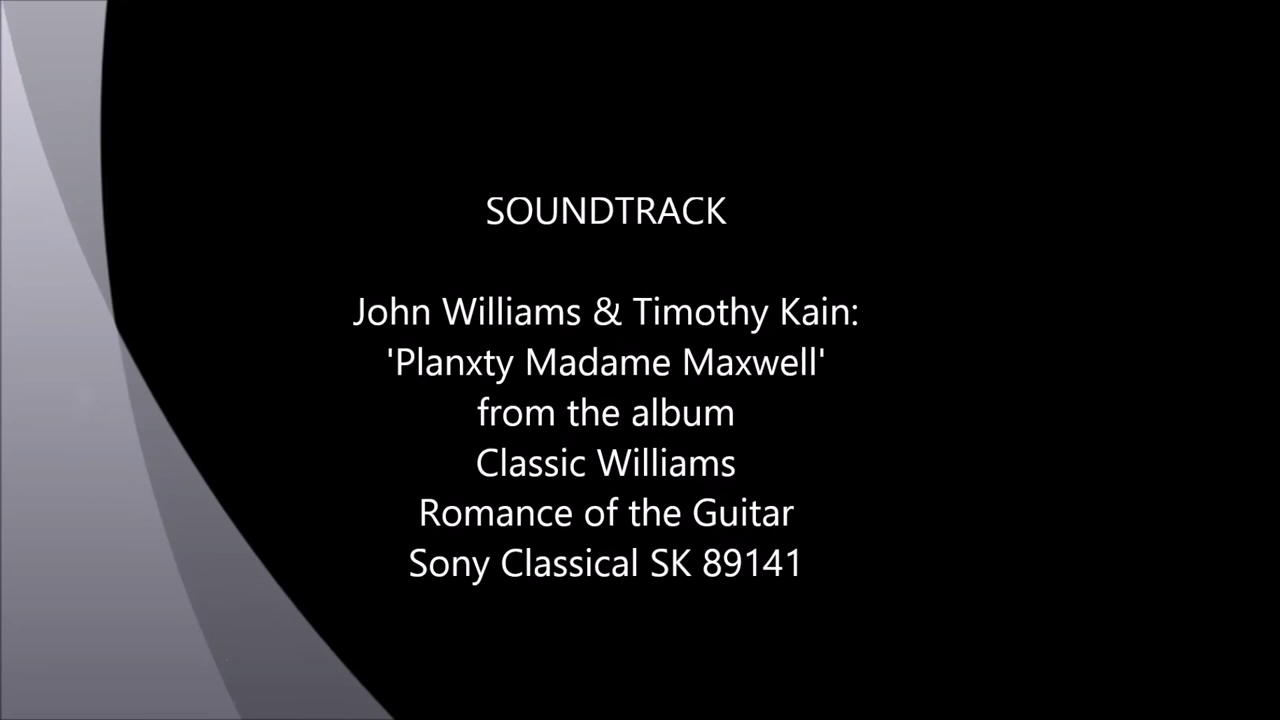 SOUNDTRACK
John Williams & Timothy Kain:
'Planxty Madame Maxwell'
from the album
Classic Williams
Romance of the Guitar
Sony Classical SK 89141